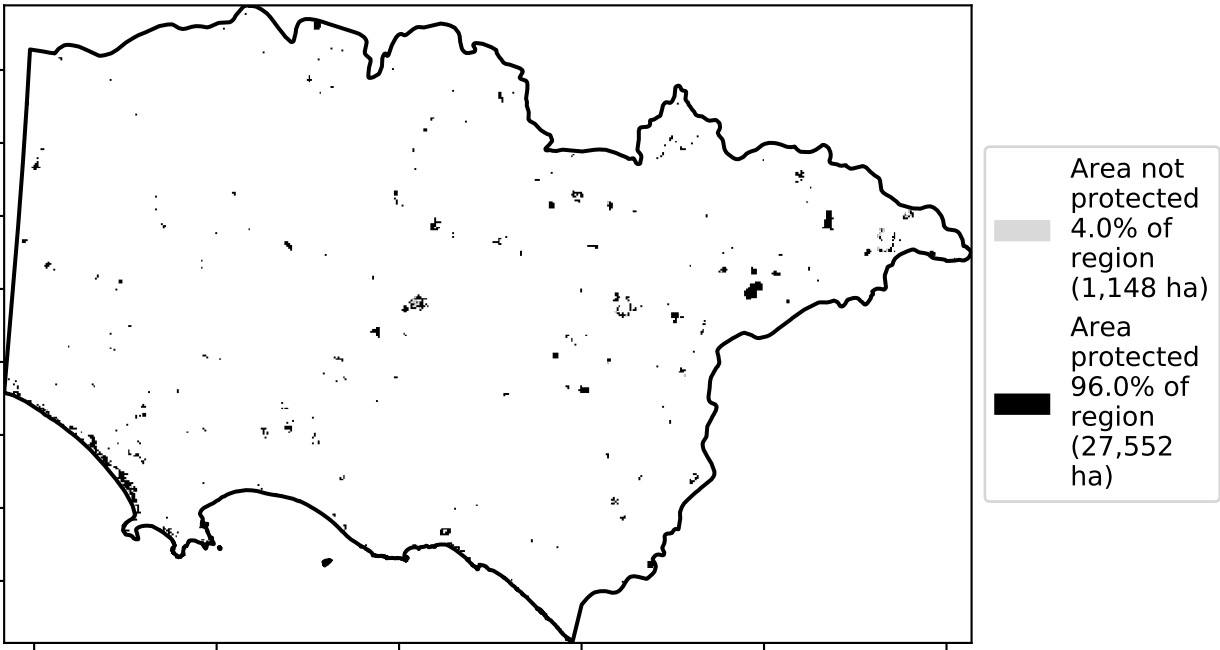 Area not
protected
4.0% of
region
(1,148 ha)
Area
protected
96.0% of
region
(27,552
ha)